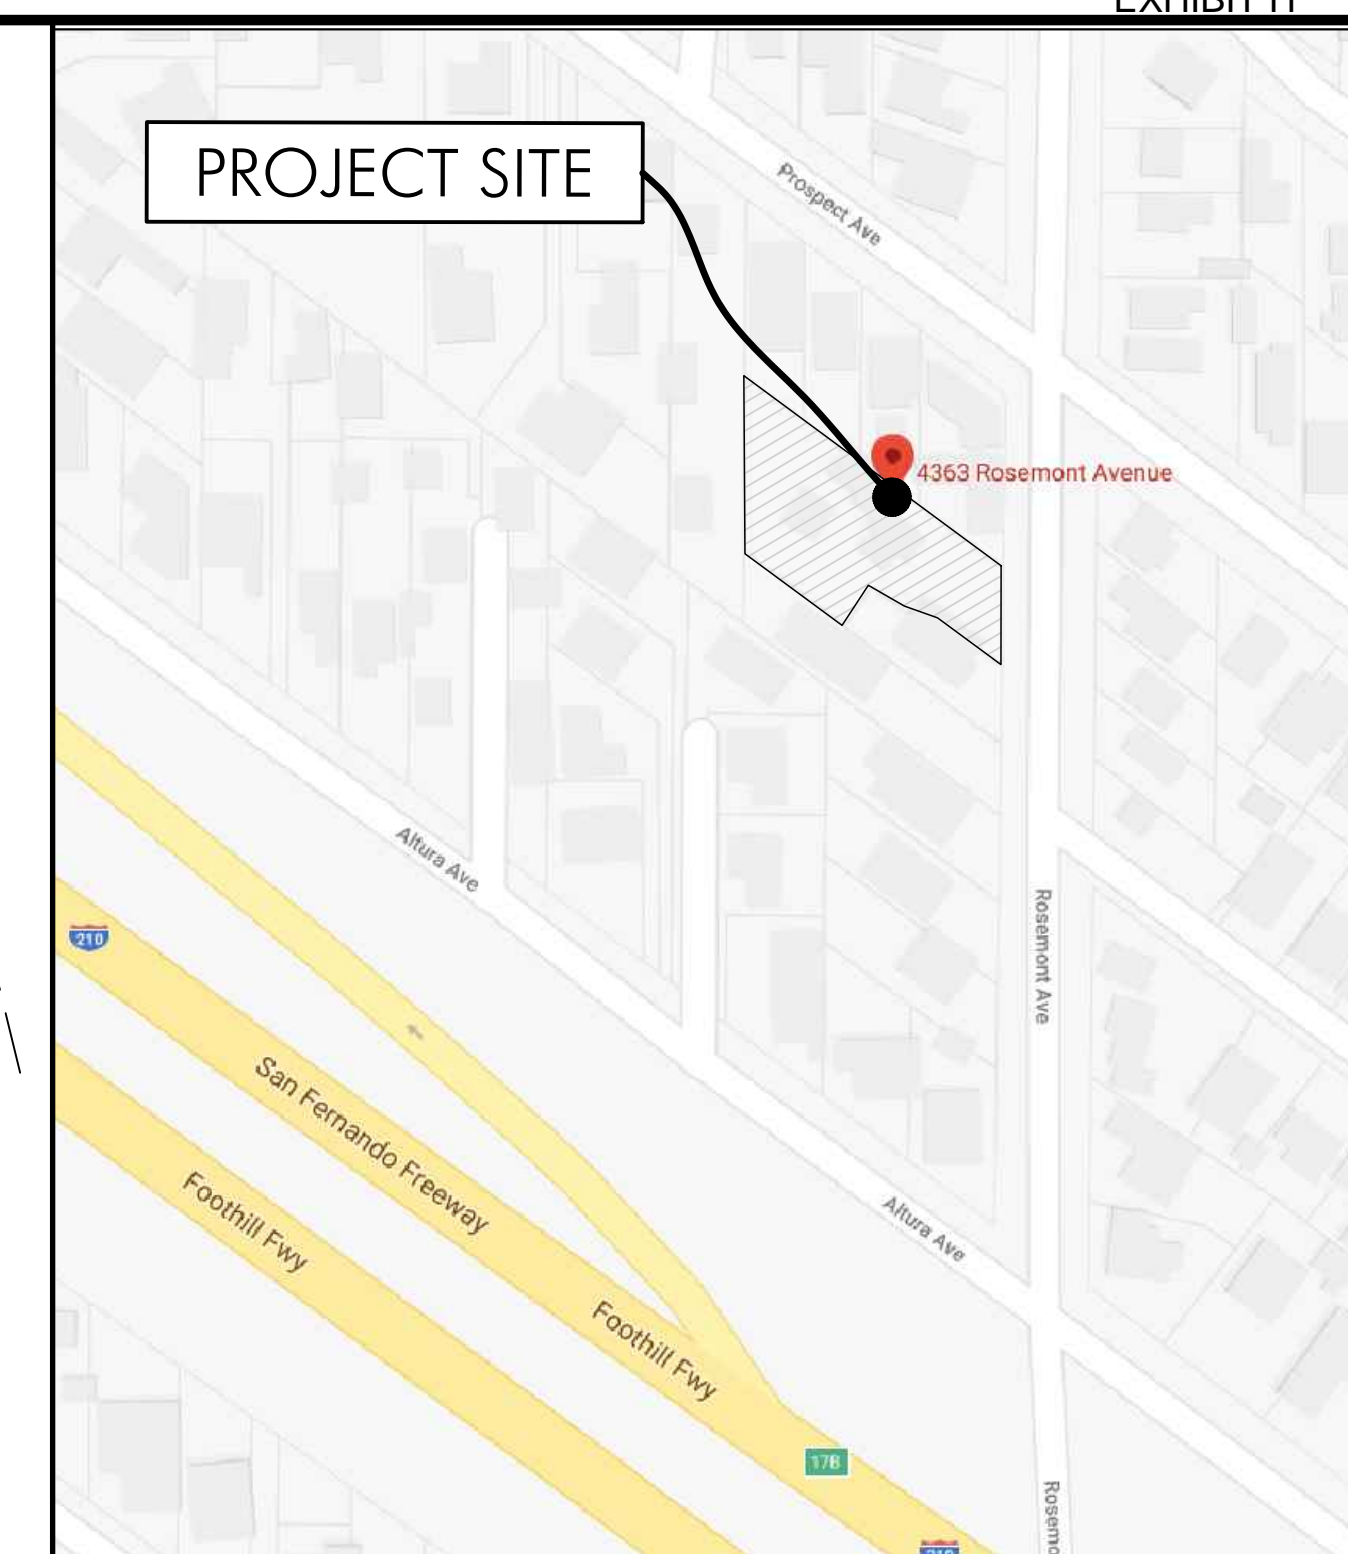 PROJECT SITE
Prospect Ave
4363 Rosemont Avenue
Altura Ave
Rosemont Ave
210
San Fernando Freeway
Foothill Fwy
Altura Ave
Foothill Fwy
17B